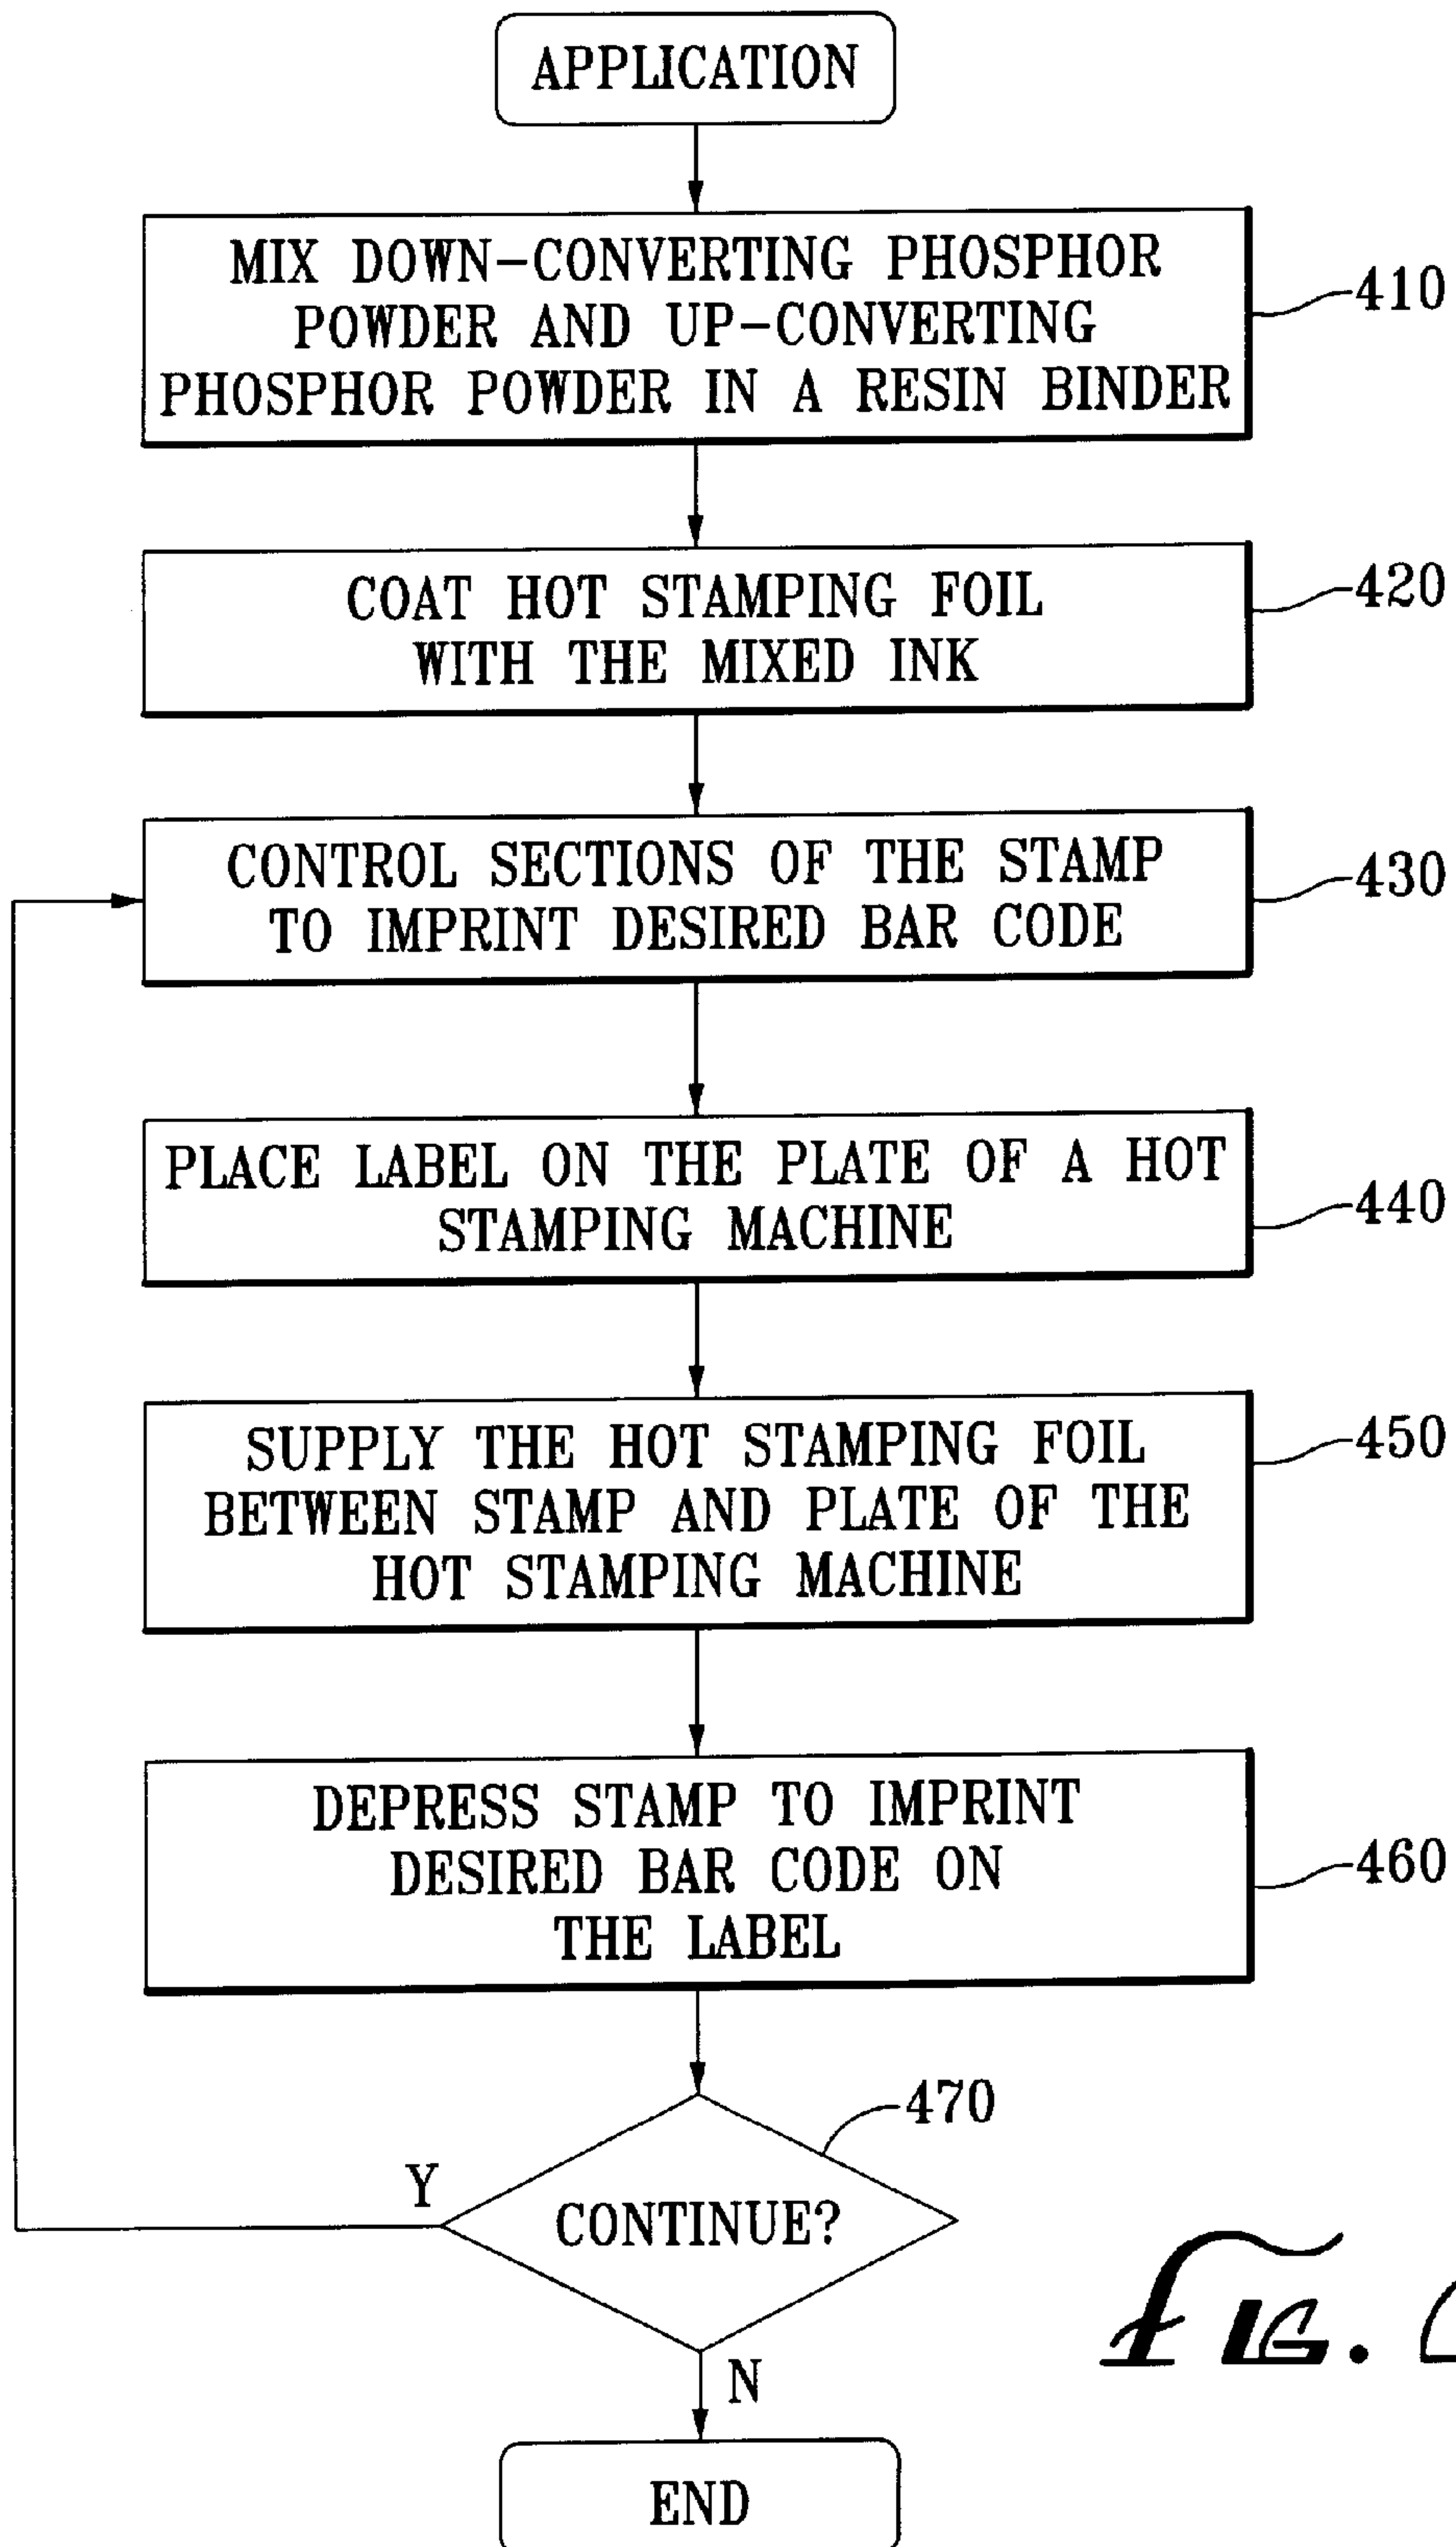 APPLICATION
MIX DOWN-CONVERTING PHOSPHOR
POWDER AND UP-CONVERTING
PHOSPHOR POWDER IN A RESIN BINDER
410
COAT HOT STAMPING FOIL
WITH THE MIXED INK
420
CONTROL SECTIONS OF THE STAMP
TO IMPRINT DESIRED BAR CODE
430
PLACE LABEL ON THE PLATE OF A HOT
STAMPING MACHINE
440
SUPPLY THE HOT STAMPING FOIL
BETWEEN STAMP AND PLATE OF THE
HOT STAMPING MACHINE
450
DEPRESS STAMP TO IMPRINT
DESIRED BAR CODE ON
THE LABEL
460
470
Y
CONTINUE?
N
FIG.
END